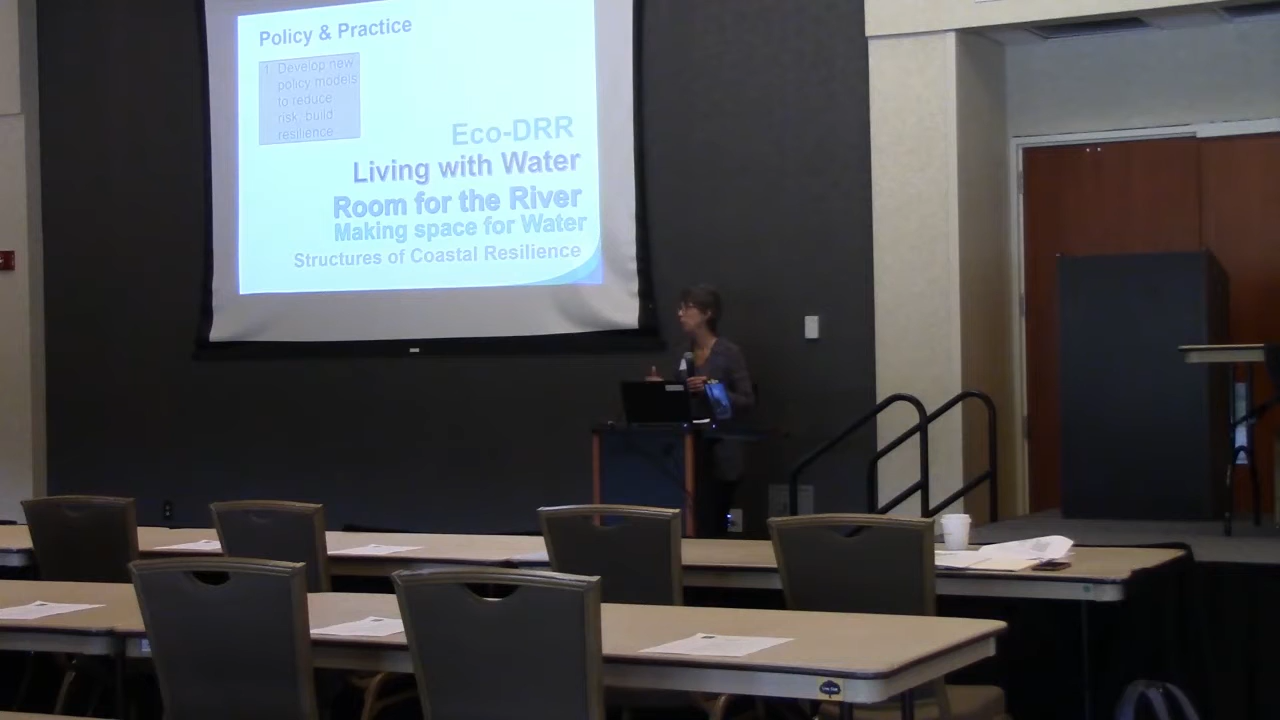 Policy & Practice
1. Develop new
policy models
to reduce
risk, build
resilience
Eco-DRR
Living with Water
Room for the River
Making space for Water
Structures of Coastal Resilience